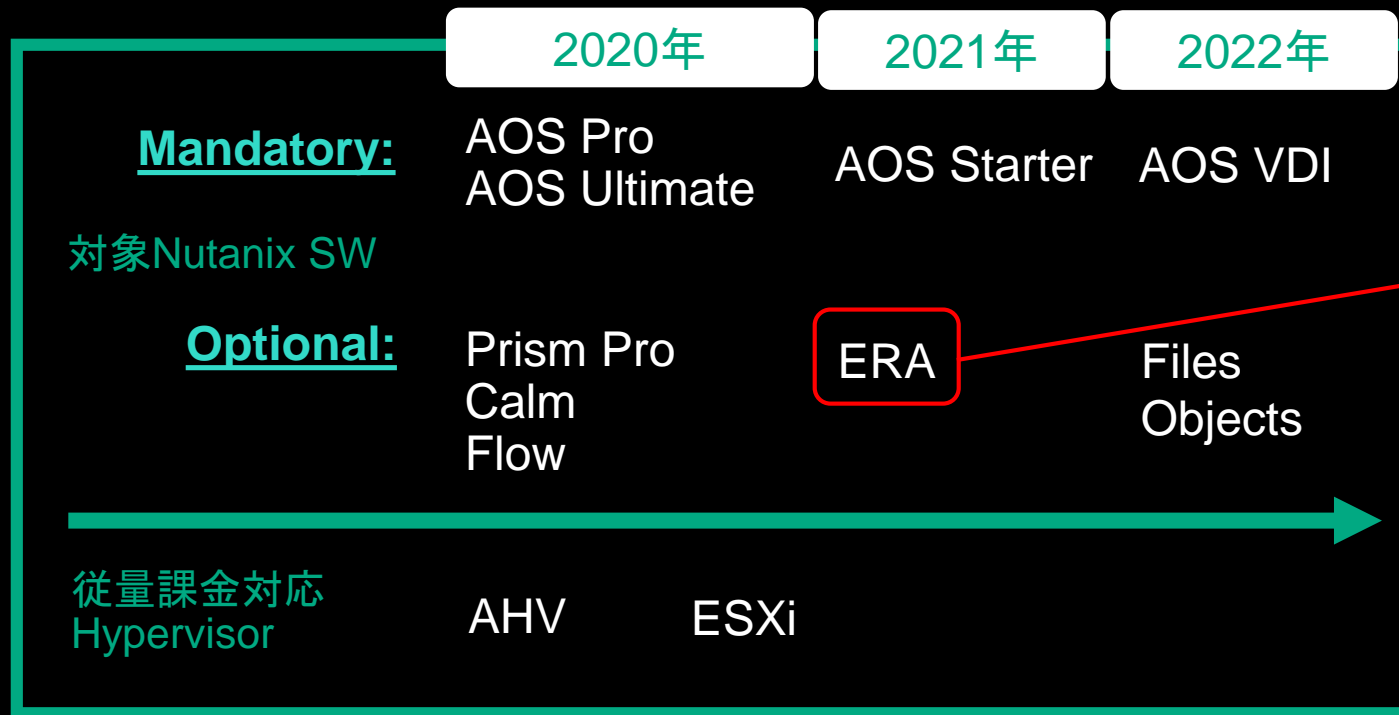 2020年 2021年 2022年
Mandatory:
AOS Pro
AOS Ultimate
AOS Starter
AOS VDI
対象Nutanix SW
Optional:
Prism Pro
Calm
Flow
ERA
Files
Objects
従量課金対応
Hypervisor
AHV
ESXi